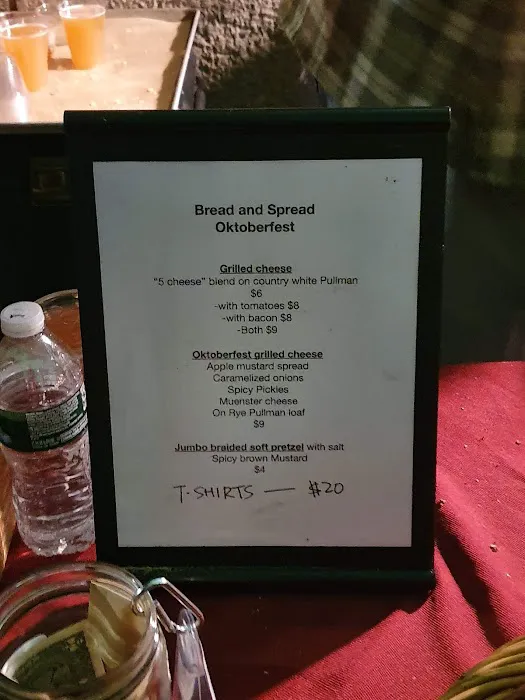 Bread and Spread
Oktoberfest
Grilled cheese
"5 cheese" blend on country white Pullman
$6
-with tomatoes $8
-with bacon $8
-Both $9
Oktoberfest grilled cheese
Apple mustard spread
Caramelized onions
Spicy Pickles
Muenster cheese
On Rye Pullman loaf
$9
Jumbo braided soft pretzel with salt
Spicy brown Mustard
$4
T-SHIRTS — $20